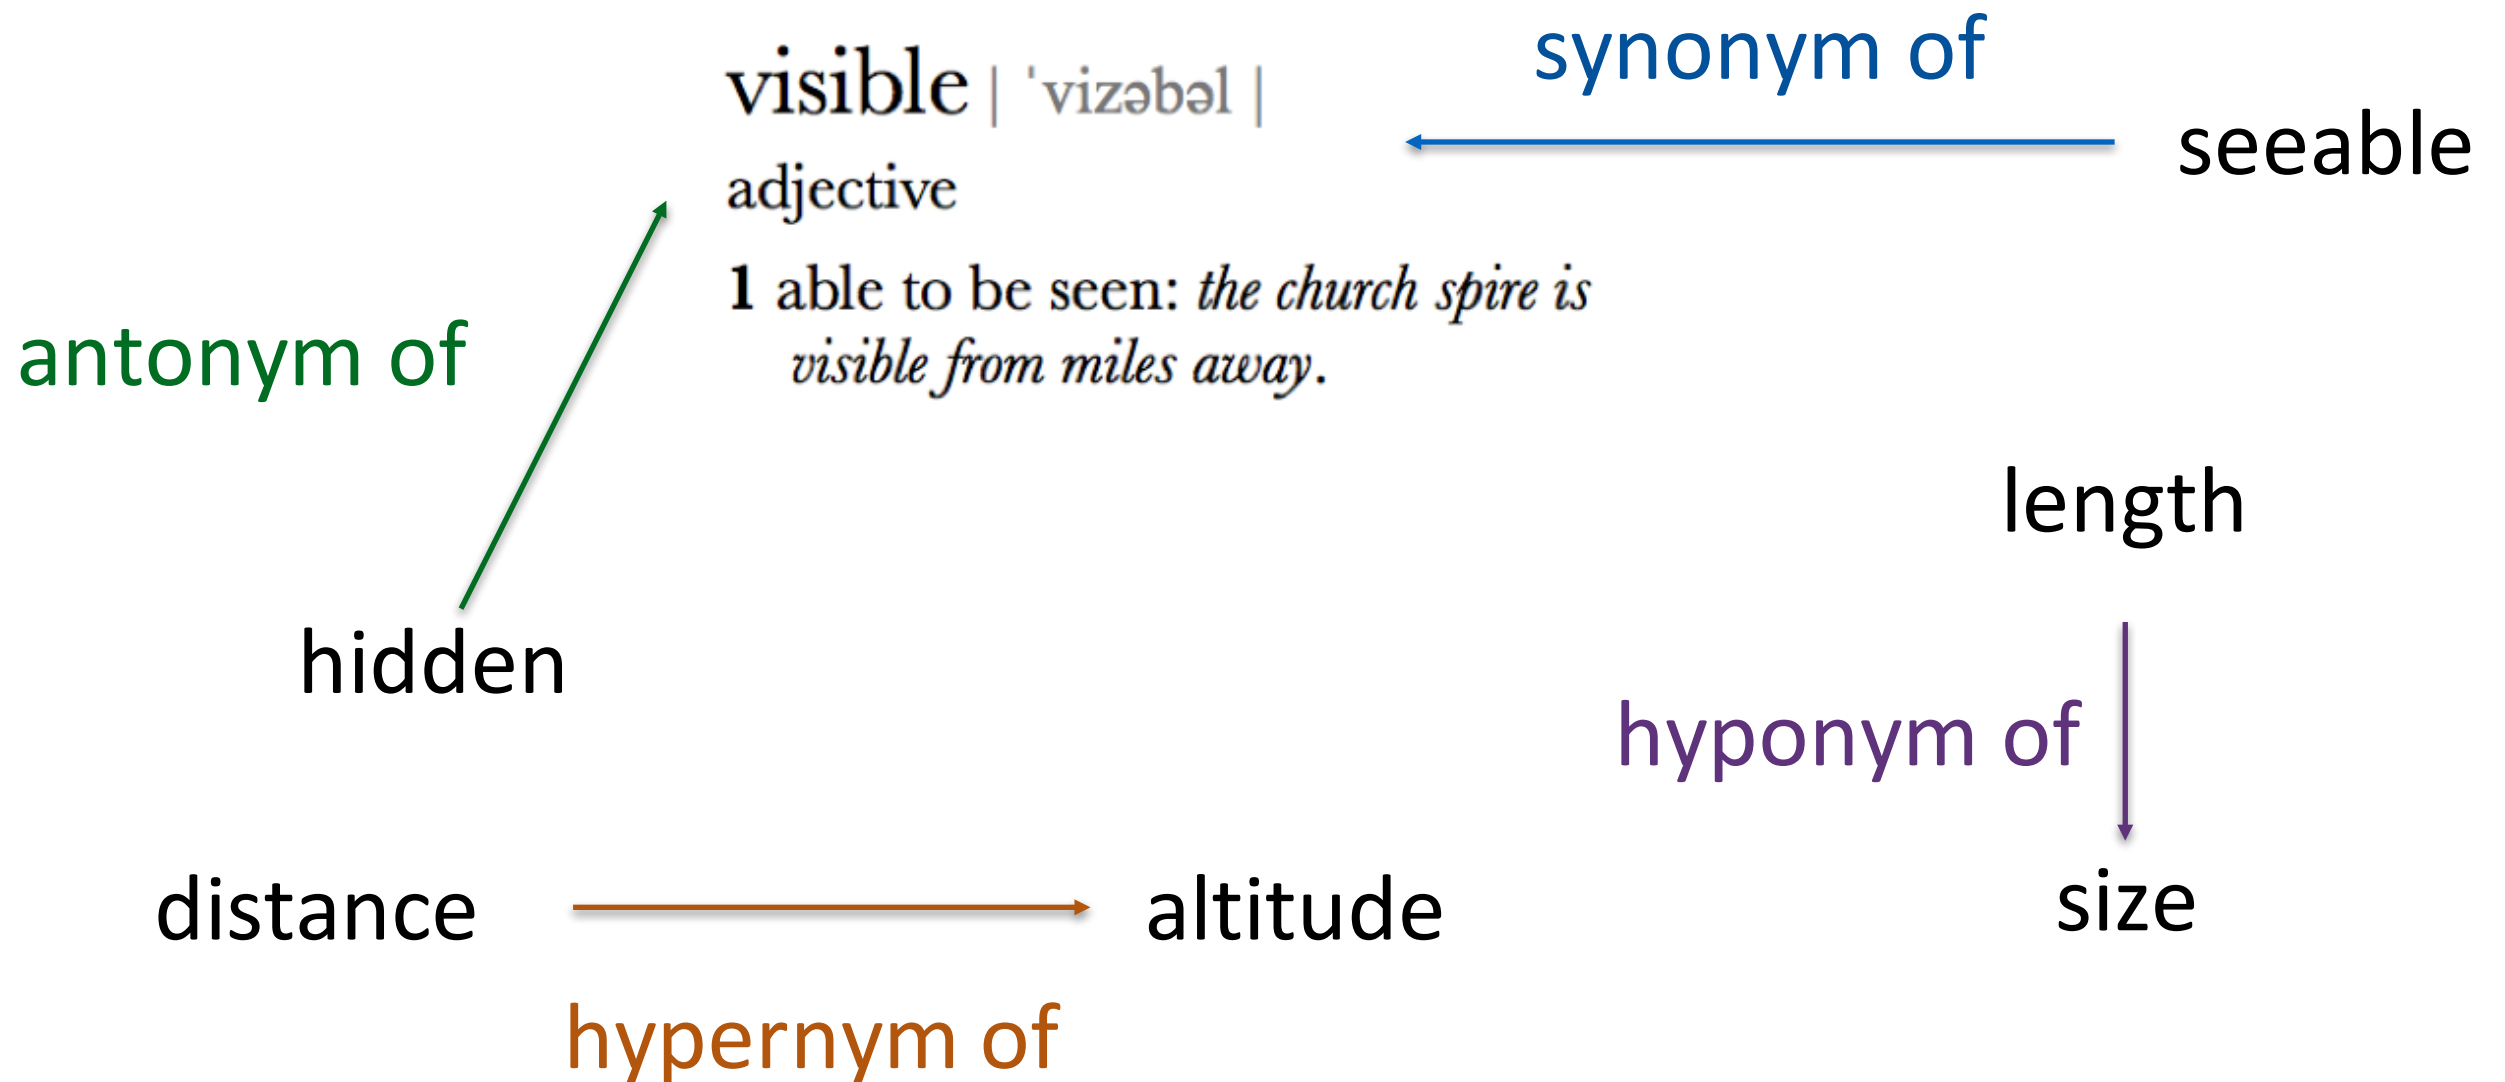 synonym of
visible | ˈvizəbəl |
seeable
adjective
1 able to be seen: the church spire is
visible from miles away.
antonym of
length
hidden
hyponym of
distance
altitude
size
hypernym of